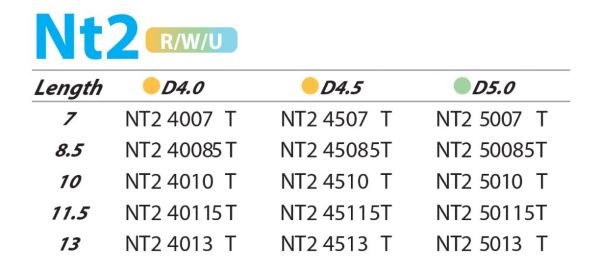 Nt2 R/W/U
Length D4.0 D4.5 D5.0
7 NT2 4007 T NT2 4507 T NT2 5007 T
8.5 NT2 40085T NT2 45085T NT2 50085T
10 NT2 4010 T NT2 4510 T NT2 5010 T
11.5 NT2 40115T NT2 45115T NT2 50115T
13 NT2 4013 T NT2 4513 T NT2 5013 T